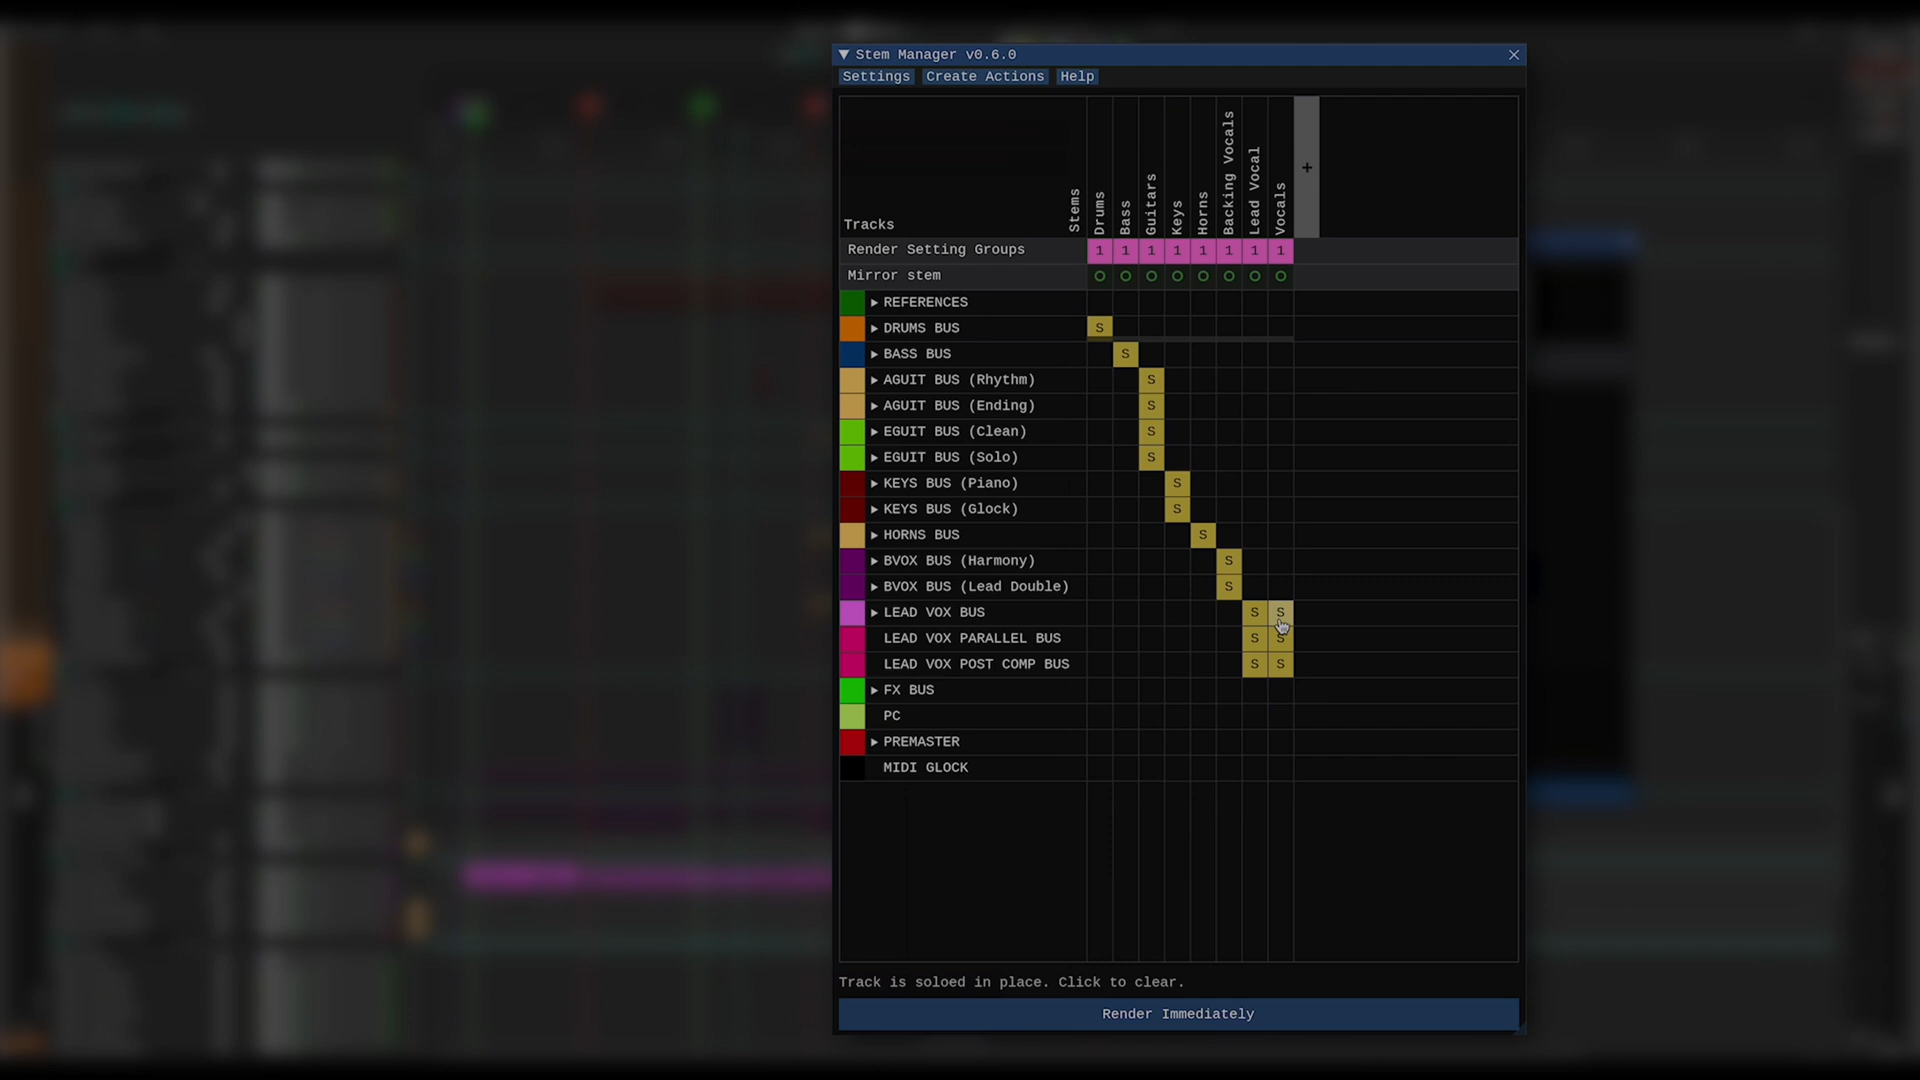 Stem Manager v0.6.0
Settings Create Actions Help
Tracks Stems Drums Bass Guitars Keys Horns Backing Vocals Lead Vocal Vocals +
Render Setting Groups 1 1 1 1 1 1 1 1
Mirror stem
REFERENCES
DRUMS BUS S
BASS BUS S
AGUIT BUS (Rhythm) S
AGUIT BUS (Ending) S
EGUIT BUS (Clean) S
EGUIT BUS (Solo) S
KEYS BUS (Piano) S
KEYS BUS (Glock) S
HORNS BUS S
BVOX BUS (Harmony) S
BVOX BUS (Lead Double) S
LEAD VOX BUS S S
LEAD VOX PARALLEL BUS S S
LEAD VOX POST COMP BUS S S
FX BUS
PC
PREMASTER
MIDI GLOCK
Track is soloed in place. Click to clear.
Render Immediately